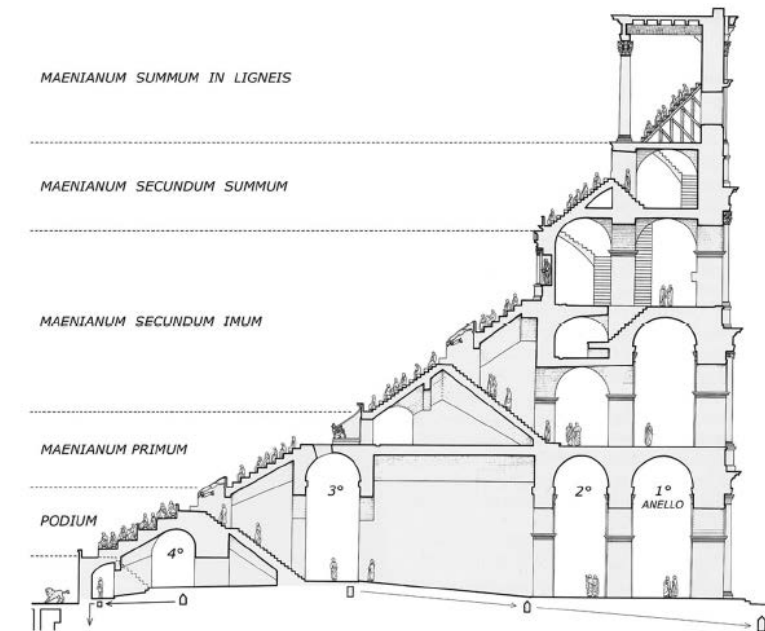 MAENIANUM SUMMUM IN LIGNEIS
MAENIANUM SECUNDUM SUMMUM
MAENIANUM SECUNDUM IMUM
MAENIANUM PRIMUM
PODIUM
4°
3°
2°
1°
ANELLO